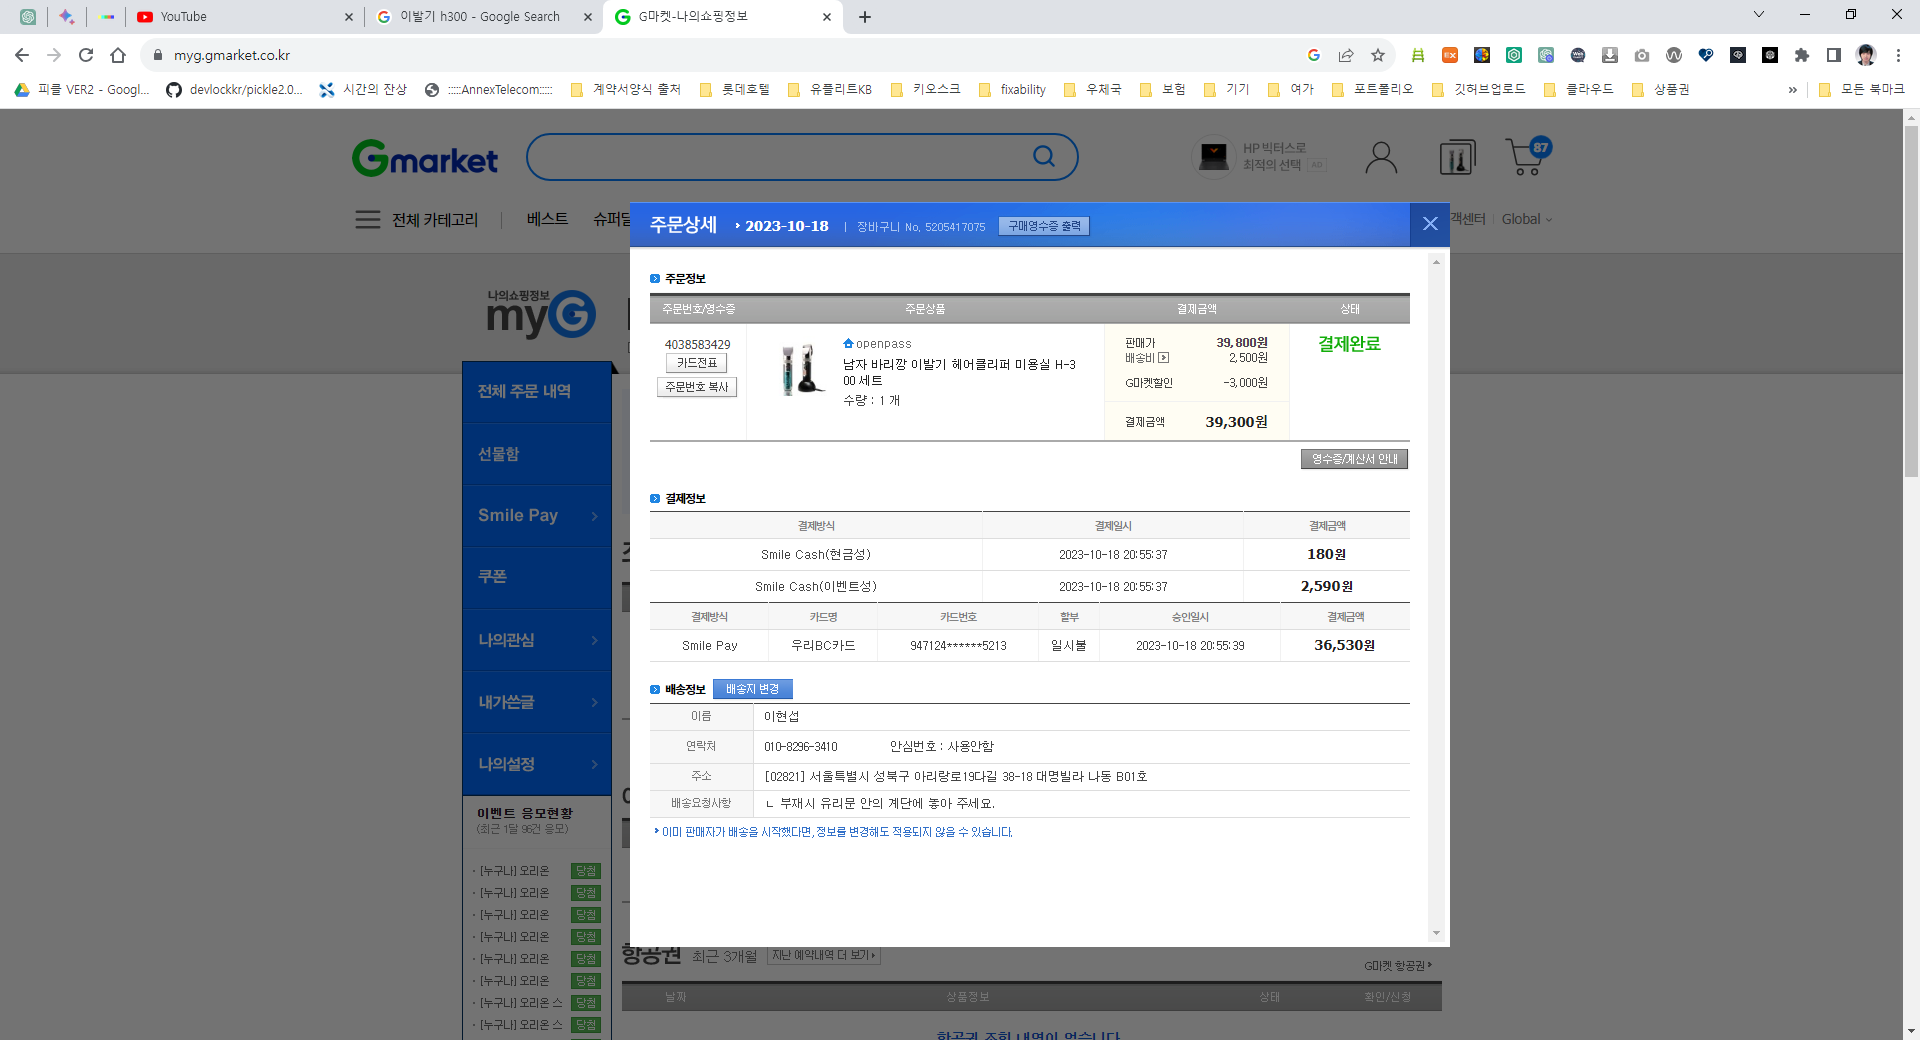 YouTube
이발기 h300 - Google Search
G마켓-나의쇼핑정보
myg.gmarket.co.kr
피클 VER2 - Googl...
devlockkr/pickle2.0...
시간의 잔상
:::::AnnexTelecom:::::
계약서양식 출처
롯데호텔
유플리트KB
키오스크
fixability
우체국
보험
기기
여가
포트폴리오
깃허브업로드
클라우드
상품권
»
모든 북마크
Gmarket
HP 빅터스로
최적의 선택 AD
87
전체 카테고리
베스트
슈퍼딜
객센터
Global
주문상세
2023-10-18
장바구니 No. 5205417075
구매영수증 출력
나의쇼핑정보
myG
전체 주문 내역
선물함
Smile Pay
쿠폰
나의관심
내가쓴글
나의설정
이벤트 응모현황
(최근 1달 96건 응모)
· [누구나] 오리온 당첨
· [누구나] 오리온 당첨
· [누구나] 오리온 당첨
· [누구나] 오리온 당첨
· [누구나] 오리온 당첨
· [누구나] 오리온 당첨
· [누구나] 오리온 스 당첨
· [누구나] 오리온 스 당첨
주문정보
주문번호/영수증 주문상품 결제금액 상태
4038583429
카드전표
주문번호 복사
openpass
남자 바리깡 이발기 헤어클리퍼 미용실 H-3
00 세트
수량 : 1 개
판매가 39,800원
배송비 2,500원
G마켓할인 -3,000원
결제금액 39,300원
결제완료
영수증/계산서 안내
결제정보
결제방식 결제일시 결제금액
Smile Cash(현금성) 2023-10-18 20:55:37 180원
Smile Cash(이벤트성) 2023-10-18 20:55:37 2,590원
결제방식 카드명 카드번호 할부 승인일시 결제금액
Smile Pay 우리BC카드 947124******5213 일시불 2023-10-18 20:55:39 36,530원
배송정보
배송지 변경
이름 이현섭
연락처 010-8296-3410 안심번호 : 사용안함
주소 [02821] 서울특별시 성북구 아리랑로19다길 38-18 대명빌라 나동 B01호
배송요청사항 ㄴ 부재시 유리문 안의 계단에 놓아 주세요.
이미 판매자가 배송을 시작했다면, 정보를 변경해도 적용되지 않을 수 있습니다.
항공권 최근 3개월 지난 예약내역 더 보기
G마켓 항공권
날짜 상품정보 상태 확인/신청
항공권 조회 내역이 없습니다